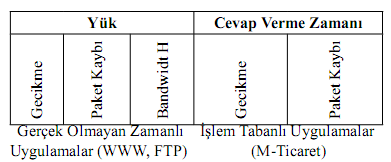 Yük Cevap Verme Zamanı
Gecikme Paket Kaybı Bandwidt H Gecikme Paket Kaybı
Gerçek Olmayan Zamanlı İşlem Tabanlı Uygulamalar
Uygulamalar (WWW, FTP) (M-Ticaret)